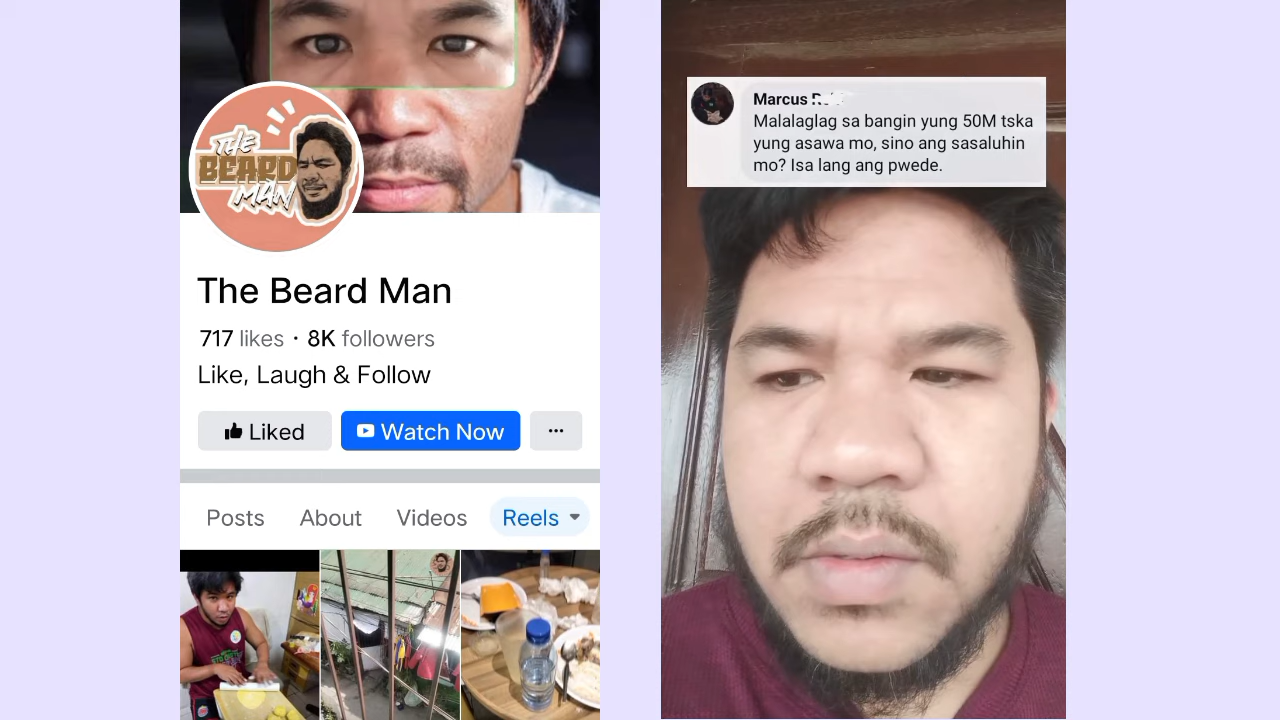 THE
BEARD
MAN
The Beard Man
717 likes · 8K followers
Like, Laugh & Follow
Liked
Watch Now
Posts
About
Videos
Reels
Marcus
Malalaglag sa bangin yung 50M tska
yung asawa mo, sino ang sasaluhin
mo? Isa lang ang pwede.